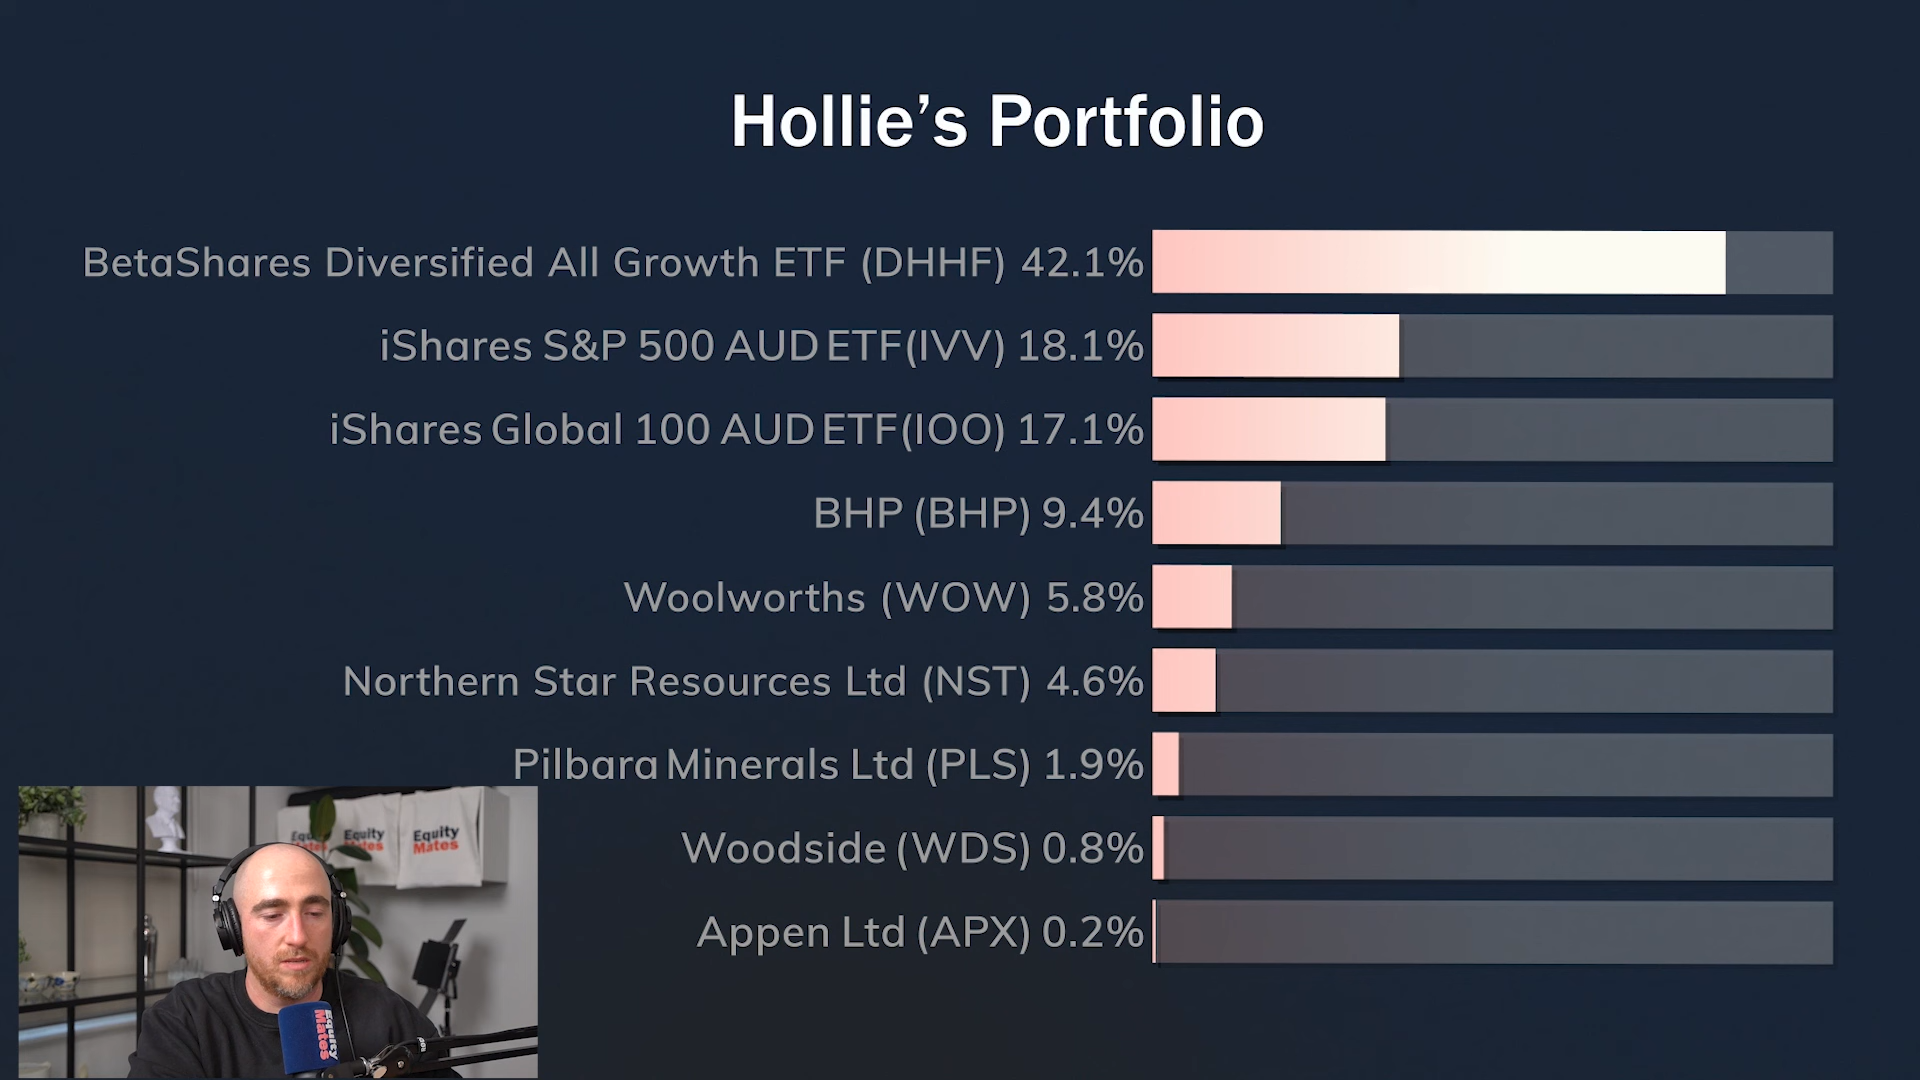 Hollie’s Portfolio
BetaShares Diversified All Growth ETF (DHHF) 42.1%
iShares S&P 500 AUD ETF(IVV) 18.1%
iShares Global 100 AUD ETF(IOO) 17.1%
BHP (BHP) 9.4%
Woolworths (WOW) 5.8%
Northern Star Resources Ltd (NST) 4.6%
Pilbara Minerals Ltd (PLS) 1.9%
Woodside (WDS) 0.8%
Appen Ltd (APX) 0.2%
Equity
Mates
Equity
Mates
Equity
Mates